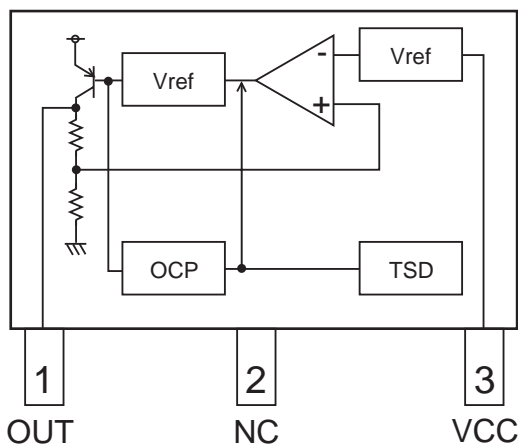 Vref
-
Vref
+
OCP
TSD
1
2
3
OUT
NC
VCC